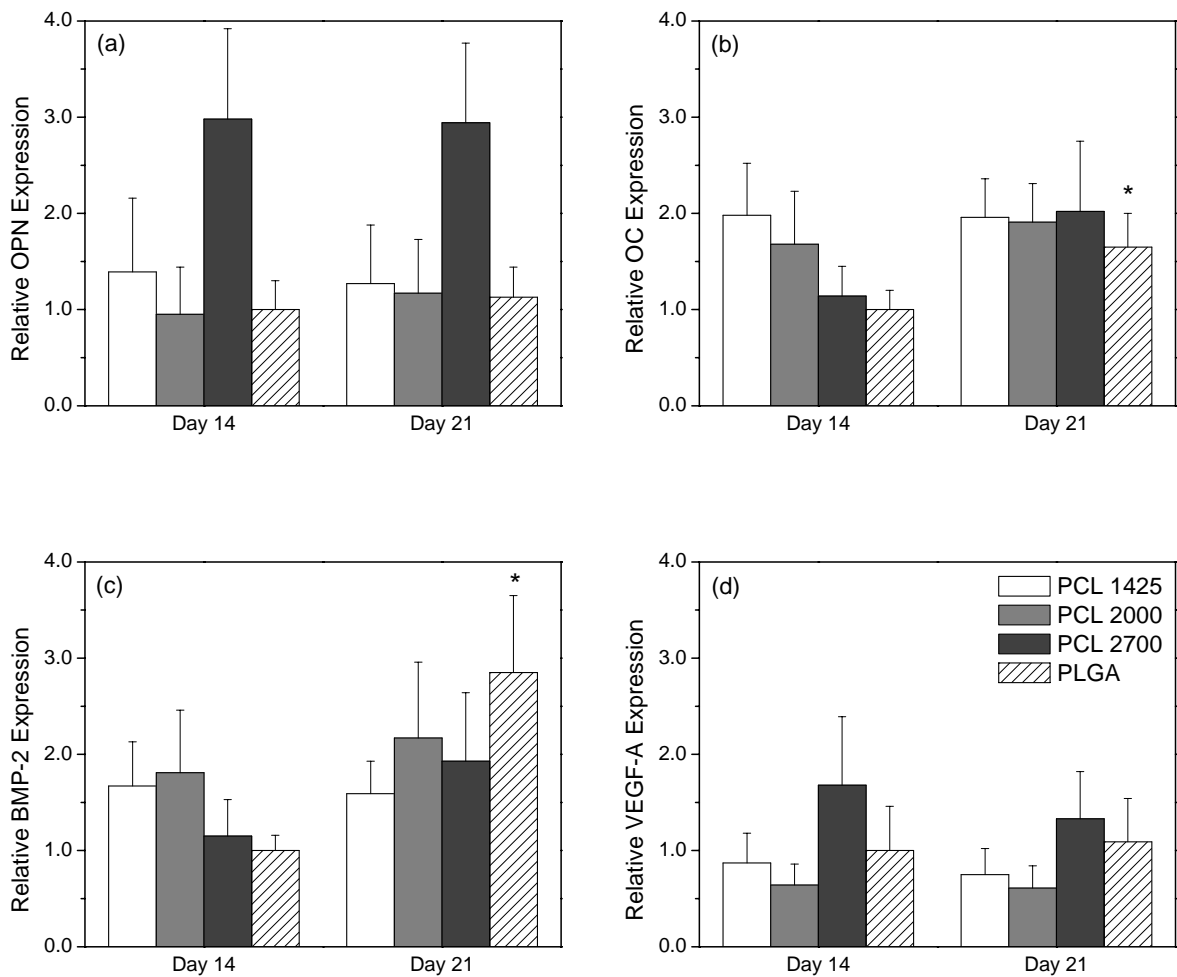 (a)
Relative OPN Expression
4.0
3.0
2.0
1.0
0.0
Day 14
Day 21
(b)
Relative OC Expression
4.0
3.0
2.0
1.0
0.0
*
Day 14
Day 21
(c)
Relative BMP-2 Expression
4.0
3.0
2.0
1.0
0.0
*
Day 14
Day 21
(d)
Relative VEGF-A Expression
4.0
3.0
2.0
1.0
0.0
PCL 1425
PCL 2000
PCL 2700
PLGA
Day 14
Day 21